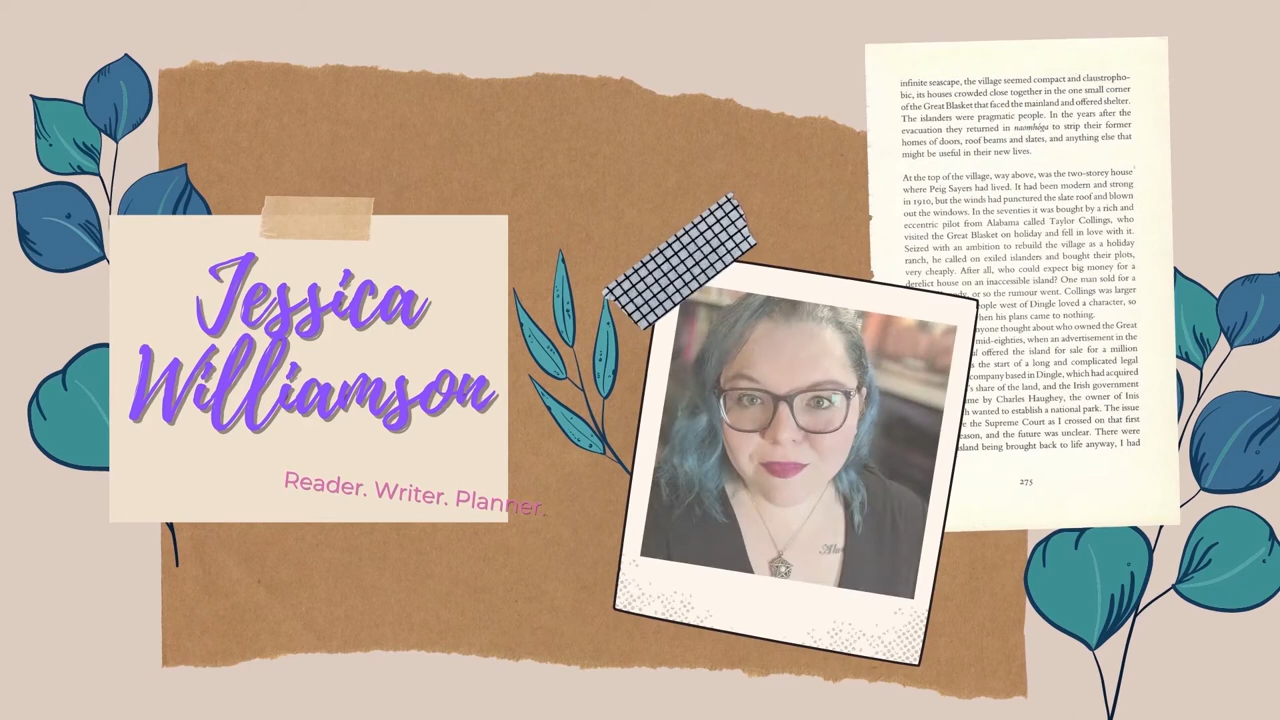 Jessica
Williamson
Reader. Writer. Planner.
infinite seascape, the village seemed compact and claustropho-
bic, its houses crowded close together in the one small corner
of the Great Blasket that faced the mainland and offered shelter.
The islanders were pragmatic people. In the years after the
evacuation they returned in naomhóga to strip their former
homes of doors, roof beams and slates, and anything else that
might be useful in their new lives.
At the top of the village, way above, was the two-storey house
where Peig Sayers had lived. It had been modern and strong
in 1910, but the winds had punctured the slate roof and blown
out the windows. In the seventies it was bought by a rich and
eccentric pilot from Alabama called Taylor Collings, who
visited the Great Blasket on holiday and fell in love with it.
Seized with an ambition to rebuild the village as a holiday
ranch, he called on exiled islanders and bought their plots,
very cheaply. After all, who could expect big money for a
derelict house on an inaccessible island? One man sold for a
or so the rumour went. Collings was larger
people west of Dingle loved a character, so
when his plans came to nothing.
anyone thought about who owned the Great
mid-eighties, when an advertisement in the
offered the island for sale for a million
the start of a long and complicated legal
company based in Dingle, which had acquired
share of the land, and the Irish government
by Charles Haughey, the owner of Inis
wanted to establish a national park. The issue
the Supreme Court as I crossed on that first
and the future was unclear. There were
island being brought back to life anyway, I had
275